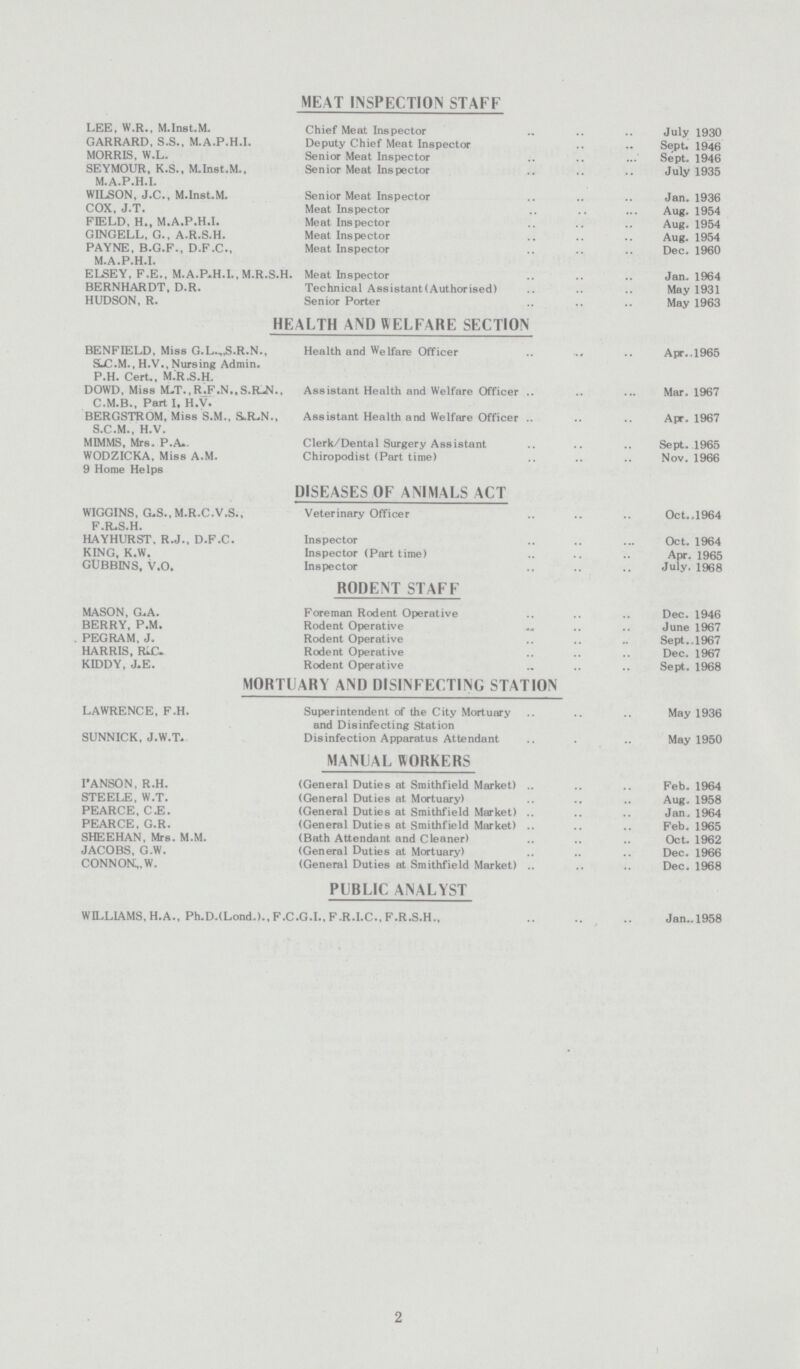 MEAT INSPECTION STAFF
LEE, W.R., M.Inst.M. Chief Meat Inspector .. .. .. July 1930
GARRARD, S.S., M.A.P.H.I. Deputy Chief Meat Inspector .. .. Sept. 1946
MORRIS, W.L. Senior Meat Inspector .. .. ... Sept. 1946
SEYMOUR, K.S., M.Inst.M., Senior Meat Inspector .. .. .. July 1935
M.A.P.H.I.
WILSON, J.C., M.Inst.M. Senior Meat Inspector .. .. .. Jan. 1936
COX, J.T. Meat Inspector .. .. ... Aug. 1954
FIELD, H., M.A.P.H.I. Meat Inspector .. .. .. Aug. 1954
GINGELL, G., A.R.S.H. Meat Inspector .. .. .. Aug. 1954
PAYNE, B.G.F., D.F.C., Meat Inspector .. .. .. Dec. 1960
M.A.P.H.I.
ELSEY, F.E., M.A.P.H.I., M.R.S.H. Meat Inspector .. .. .. Jan. 1964
BERNHARDT, D.R. Technical Assistant(Authorised) .. .. .. May 1931
HUDSON, R. Senior Porter .. .. .. May 1963
HEALTH AND WELFARE SECTION
BENFIELD, Miss G.L..,S.R.N., Health and Welfare Officer .. .. .. Apr..1965
S.C.M., H.V., Nursing Admin.
P.H. Cert., M.R.S.H.
DOWD, Miss M.T., R.F.N., S.R.N., Assistant Health and Welfare Officer .. .. ... Mar. 1967
C.M.B., Part I, H.V.
BERGSTROM, Miss S.M., S.R.N., Assistant Health and Welfare Officer .. .. .. Apr. 1967
S.C.M., H.V.
MIMMS, Mrs. P.A.. Clerk/Dental Surgery Assistant .. .. .. Sept. 1965
WODZICKA, Miss A.M. Chiropodist (Part time) .. .. .. Nov. 1966
9 Home Helps
DISEASES OF ANIMALS ACT
WIGGINS, G.S., M.R.C.V.S., Veterinary Officer .. .. .. Oct..1964
F.R.S.H.
HAYHURST, R.J., D.F.C. Inspector .. .. ... Oct. 1964
KING, K.W. Inspector (Part time) .. .. .. Apr. 1965
GUBBINS, V.O. Inspector .. .. .. July. 1968
RODENT STAFF
MASON, G.A. Foreman Rodent Operative .. .. .. Dec. 1946
BERRY, P.M. Rodent Operative .. .. .. June 1967
PEGRAM, J. Rodent Operative .. .. .. Sept..1967
HARRIS, R.C. Rodent Operative .. .. .. Dec. 1967
KIDDY, J.E. Rodent Operative .. .. .. Sept. 1968
MORTUARY AND DISINFECTING STATION
LAWRENCE, F.H. Superintendent of the City Mortuary .. .. .. May 1936
and Disinfecting Station
SUNNICK, J.W.T. Disinfection Apparatus Attendant .. . .. May 1950
MANUAL WORKERS
I'ANSON, R.H. (General Duties at Smithfield Market) .. .. .. Feb. 1964
STEELE, W.T. (General Duties at Mortuary) .. .. .. Aug. 1958
PEARCE, C.E. (General Duties at Smithfield Market) .. .. .. Jan. 1964
PEARCE, G.R. (General Duties at Smithfield Market) .. .. .. Feb. 1965
SHEEHAN, Mrs. M.M. (Bath Attendant and Cleaner) .. .. .. Oct. 1962
JACOBS, G.W. (General Duties at Mortuary) .. .. .. Dec. 1966
CONNON,,W. (General Duties at Smithfield Market) .. .. .. Dec. 1968
PUBLIC ANALYST
WILLIAMS, H.A., Ph.D.(Lond.)., F.C.G.I., F.R.I.C., F.R.S.H., .. .. .. Jan..1958
2